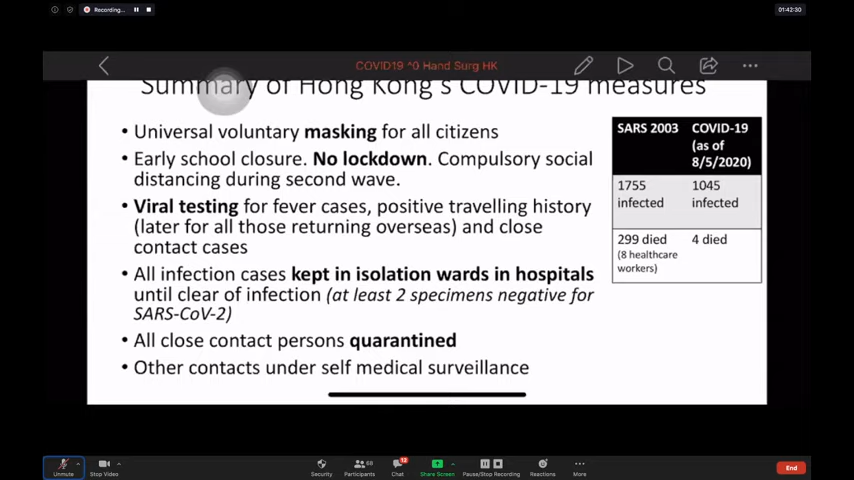 Recording...
01:42:30
COVID19 ^0 Hand Surg HK
Summary of Hong Kong's COVID-19 measures
• Universal voluntary masking for all citizens
• Early school closure. No lockdown. Compulsory social
distancing during second wave.
• Viral testing for fever cases, positive travelling history
(later for all those returning overseas) and close
contact cases
• All infection cases kept in isolation wards in hospitals
until clear of infection (at least 2 specimens negative for
SARS-CoV-2)
• All close contact persons quarantined
• Other contacts under self medical surveillance
SARS 2003 COVID-19
(as of
8/5/2020)
1755 1045
infected infected
299 died 4 died
(8 healthcare
workers)
Unmute
Stop Video
Security
Participants 68
Chat 12
Share Screen
Pause/Stop Recording
Reactions
More
End